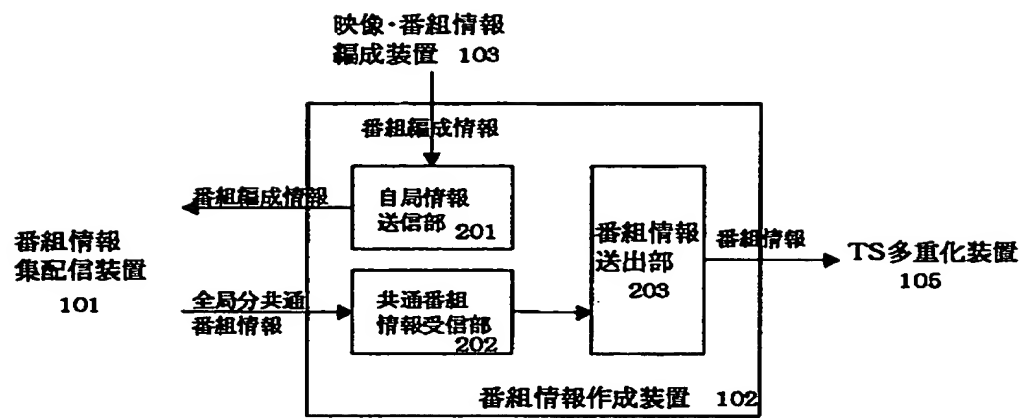 映像・番組情報
編成装置 103
番組編成情報
番組編成情報
自局情報
送信部 201
番組情報
集配信装置
101
全局分共通
番組情報
共通番組
情報受信部
202
番組情報
送出部
203
番組情報
TS多重化装置
105
番組情報作成装置 102